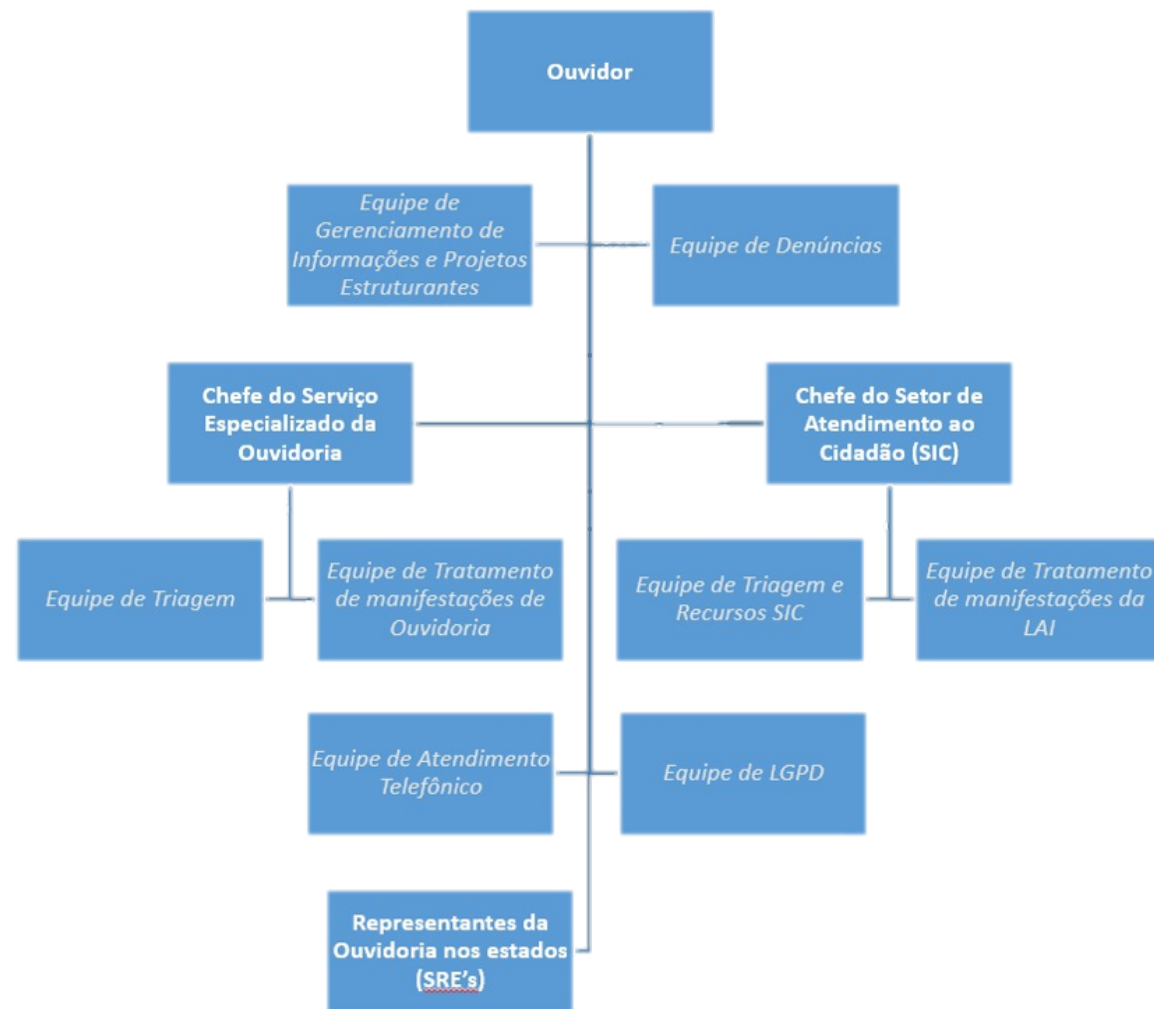 Ouvidor
Equipe de
Gerenciamento de
Informações e Projetos
Estruturantes
Equipe de Denúncias
Chefe do Serviço
Especializado da
Ouvidoria
Chefe do Setor de
Atendimento ao
Cidadão (SIC)
Equipe de Triagem
Equipe de Tratamento
de manifestações de
Ouvidoria
Equipe de Triagem e
Recursos SIC
Equipe de Tratamento
de manifestações da
LAI
Equipe de Atendimento
Telefônico
Equipe de LGPD
Representantes da
Ouvidoria nos estados
(SRE's)